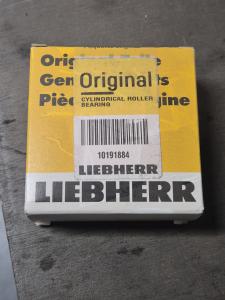 Original
CYLINDRICAL ROLLER
BEARING
10191884
LIEBHERR
LIEBHERR